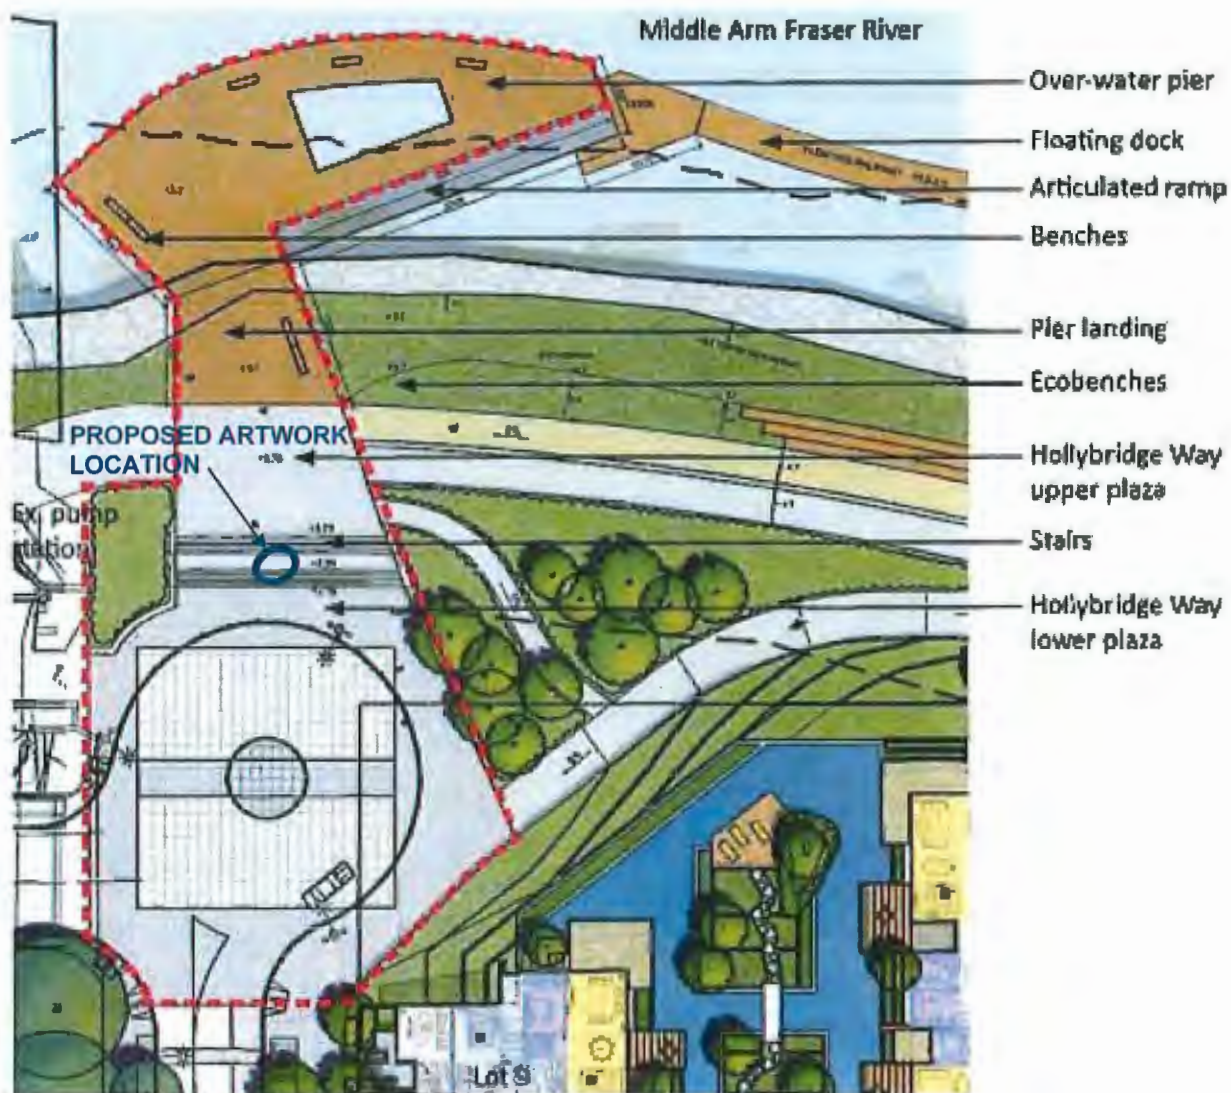 Middle Arm Fraser River
Over-water pier
Floating dock
Articulated ramp
Benches
Pier landing
Ecobenches
PROPOSED ARTWORK
LOCATION
Hollybridge Way
upper plaza
Ex. pump
station
Stairs
Hollybridge Way
lower plaza
Lot 9